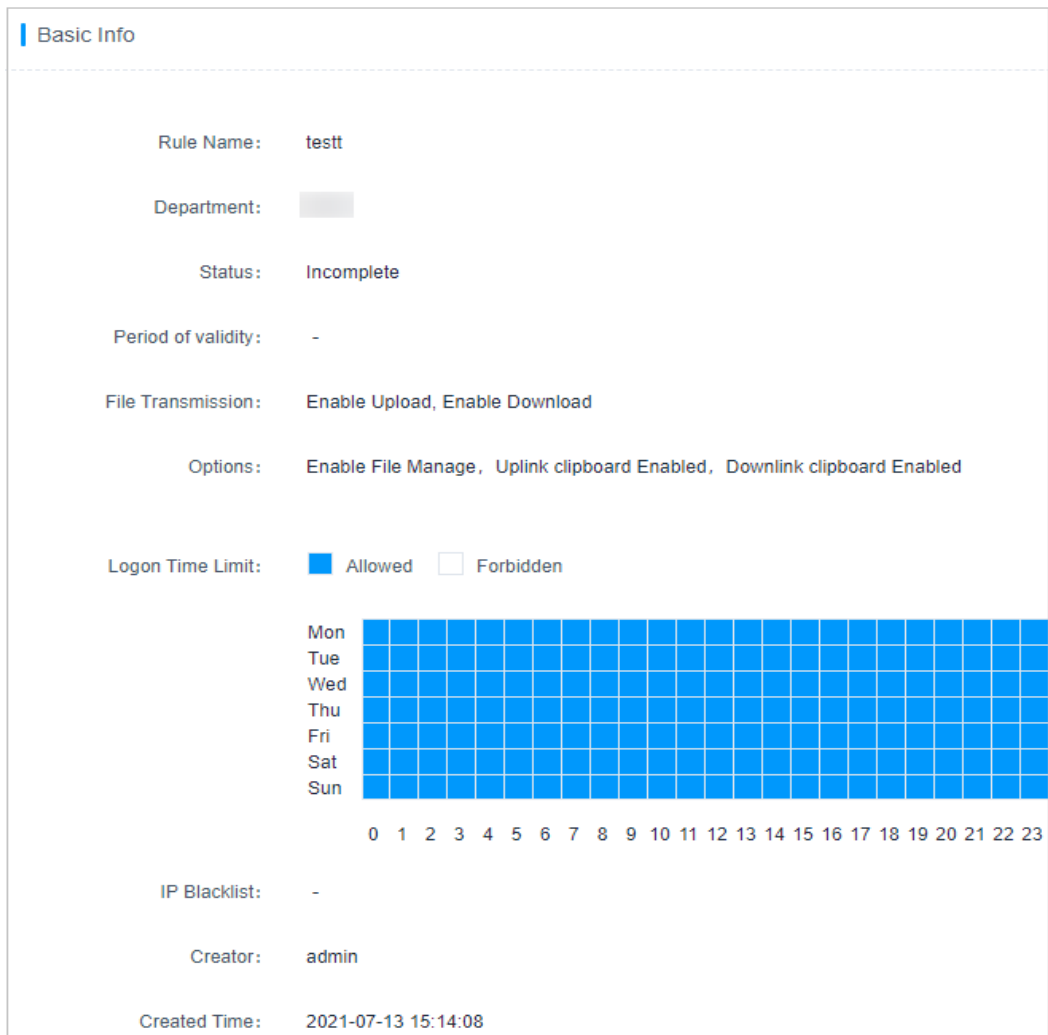 Basic Info
Rule Name： testt
Department：
Status： Incomplete
Period of validity： -
File Transmission： Enable Upload, Enable Download
Options： Enable File Manage，Uplink clipboard Enabled，Downlink clipboard Enabled
Logon Time Limit： Allowed Forbidden
Mon
Tue
Wed
Thu
Fri
Sat
Sun
0 1 2 3 4 5 6 7 8 9 10 11 12 13 14 15 16 17 18 19 20 21 22 23
IP Blacklist： -
Creator： admin
Created Time： 2021-07-13 15:14:08